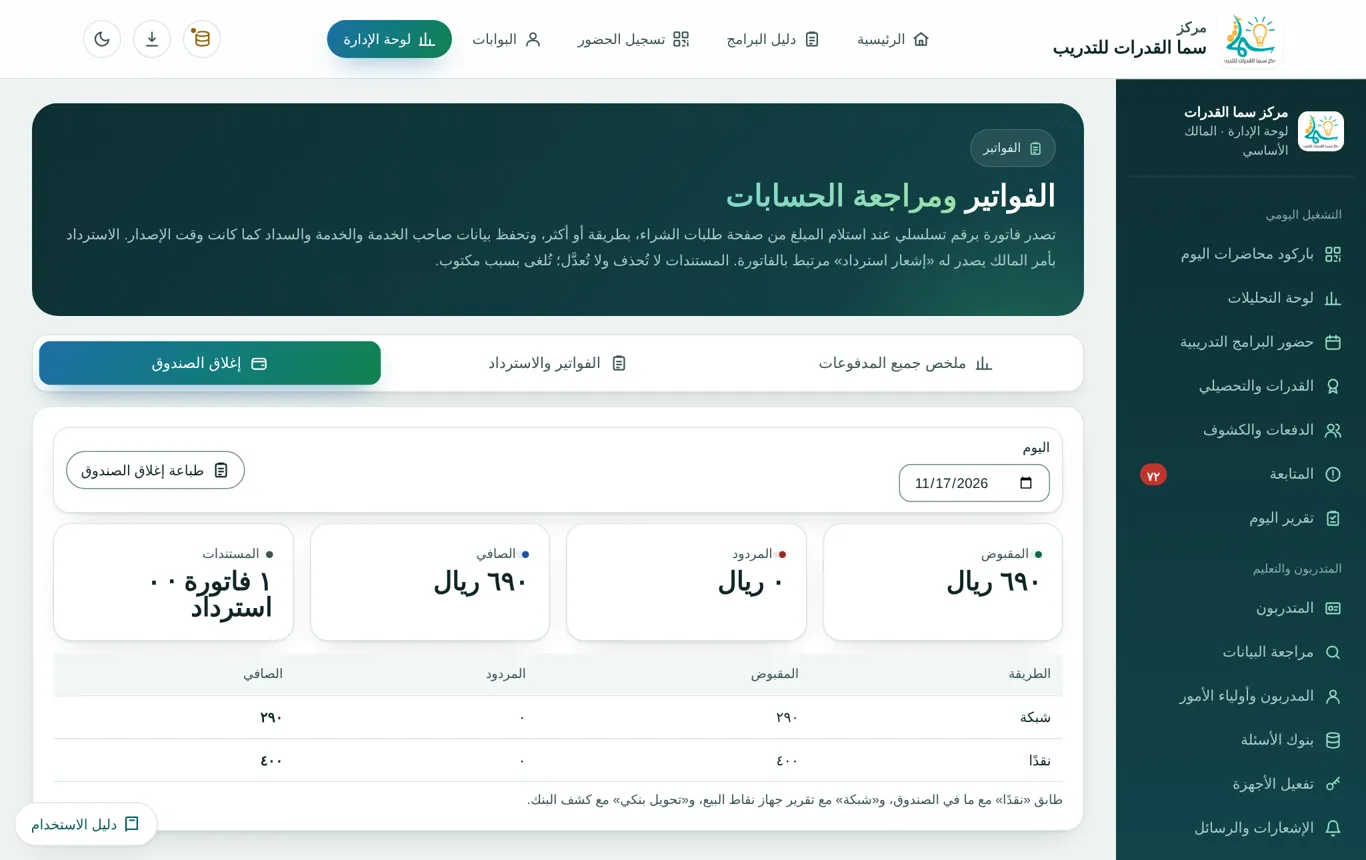 مركز
سما القدرات للتدريب
الرئيسية
دليل البرامج
تسجيل الحضور
البوابات
لوحة الإدارة
مركز سما القدرات
لوحة الإدارة · المالك
الأساسي
التشغيل اليومي
باركود محاضرات اليوم
لوحة التحليلات
حضور البرامج التدريبية
القدرات والتحصيلي
الدفعات والكشوف
المتابعة
٧٢
تقرير اليوم
المتدربون والتعليم
المتدربون
مراجعة البيانات
المدربون وأولياء الأمور
بنوك الأسئلة
تفعيل الأجهزة
الإشعارات والرسائل
الفواتير
الفواتير ومراجعة الحسابات
تصدر فاتورة برقم تسلسلي عند استلام المبلغ من صفحة طلبات الشراء، بطريقة أو أكثر، وتحفظ بيانات صاحب الخدمة والخدمة والسداد كما كانت وقت الإصدار. الاسترداد
بأمر المالك يصدر له «إشعار استرداد» مرتبط بالفاتورة. المستندات لا تُحذف ولا تُعدَّل؛ تُلغى بسبب مكتوب.
ملخص جميع المدفوعات
الفواتير والاسترداد
إغلاق الصندوق
اليوم
11/17/2026
طباعة إغلاق الصندوق
المقبوض
٦٩٠ ريال
المردود
٠ ريال
الصافي
٦٩٠ ريال
المستندات
١ فاتورة · ٠
استرداد
الطريقة المقبوض المردود الصافي
شبكة ٢٩٠ ٠ ٢٩٠
نقدًا ٤٠٠ ٠ ٤٠٠
طابق «نقدًا» مع ما في الصندوق، و«شبكة» مع تقرير جهاز نقاط البيع، و«تحويل بنكي» مع كشف البنك.
دليل الاستخدام